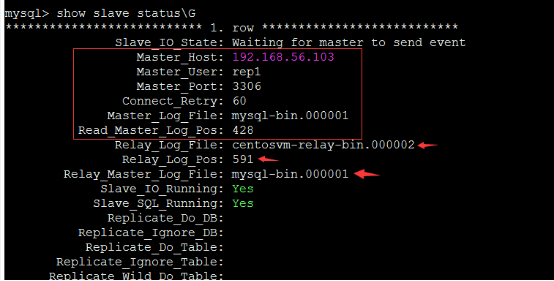 mysql> show slave status\G
*************************** 1. row ***************************
Slave_IO_State: Waiting for master to send event
Master_Host: 192.168.56.103
Master_User: rep1
Master_Port: 3306
Connect_Retry: 60
Master_Log_File: mysql-bin.000001
Read_Master_Log_Pos: 428
Relay_Log_File: centosvm-relay-bin.000002
Relay_Log_Pos: 591
Relay_Master_Log_File: mysql-bin.000001
Slave_IO_Running: Yes
Slave_SQL_Running: Yes
Replicate_Do_DB:
Replicate_Ignore_DB:
Replicate_Do_Table:
Replicate_Ignore_Table:
Replicate_Wild_Do_Table: